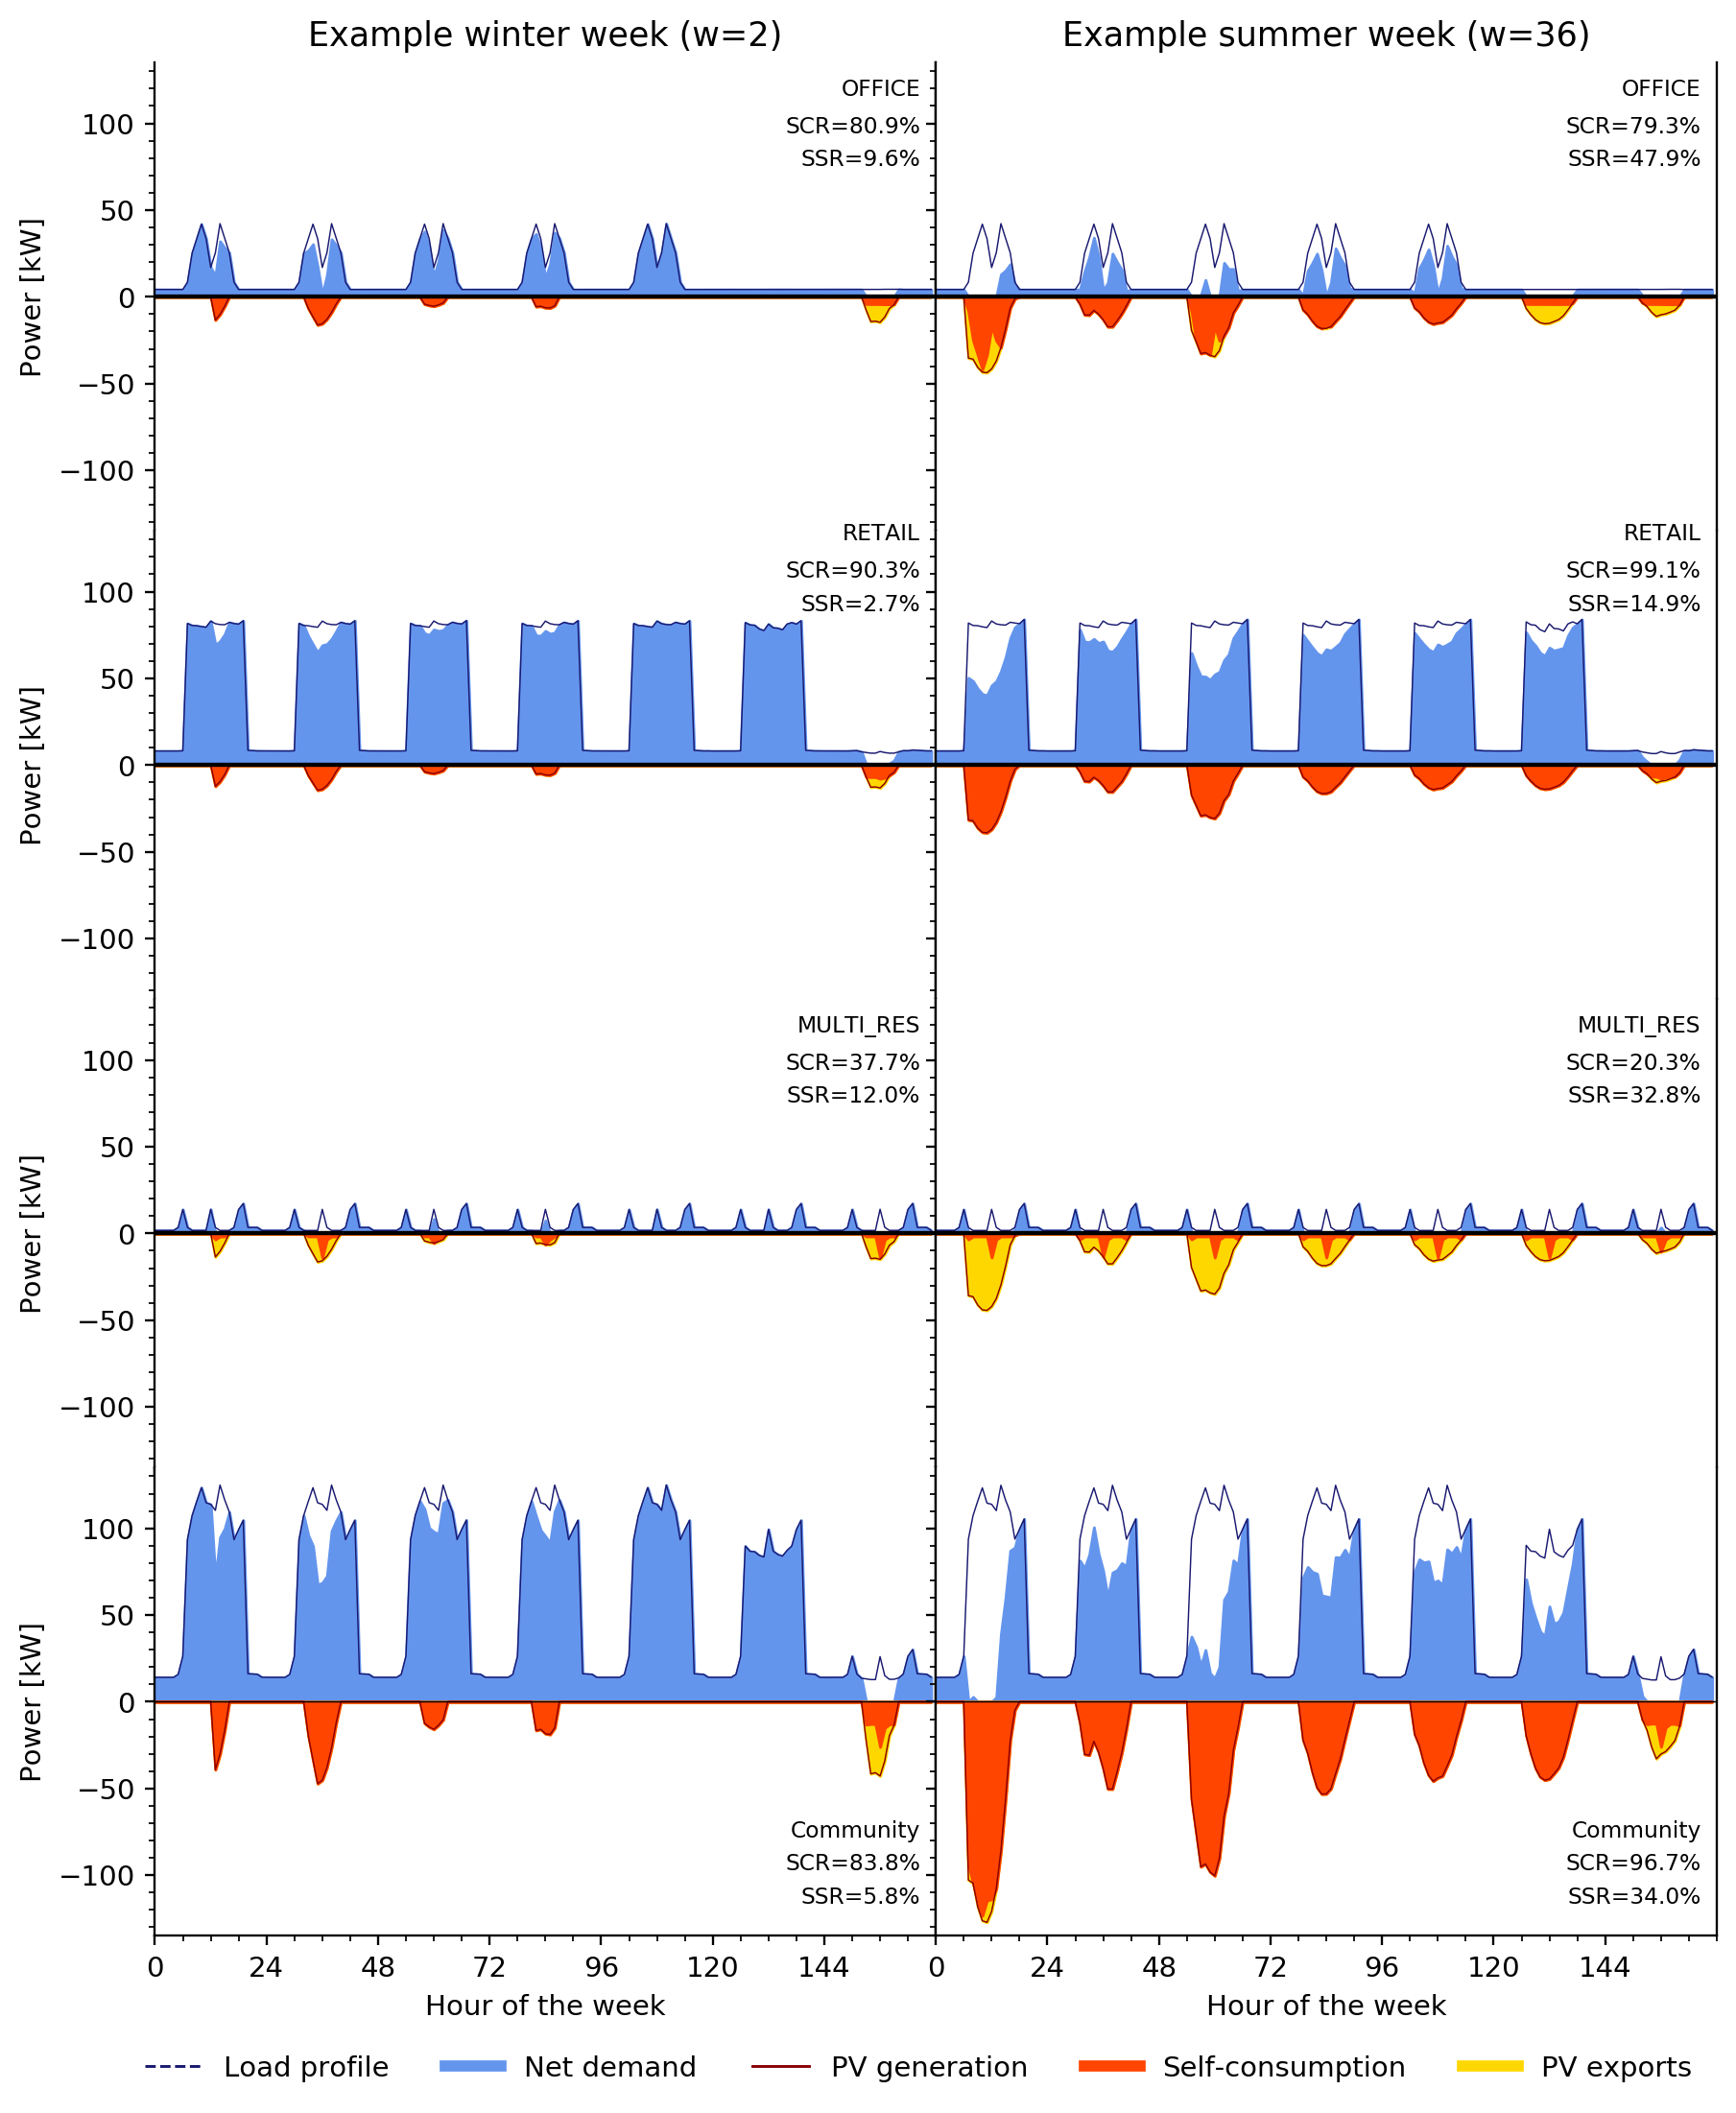 Example winter week (w=2)
Example summer week (w=36)
OFFICE
SCR=80.9%
SSR=9.6%
OFFICE
SCR=79.3%
SSR=47.9%
Power [kW]
100
50
0
−50
−100
RETAIL
SCR=90.3%
SSR=2.7%
RETAIL
SCR=99.1%
SSR=14.9%
Power [kW]
100
50
0
−50
−100
MULTI_RES
SCR=37.7%
SSR=12.0%
MULTI_RES
SCR=20.3%
SSR=32.8%
Power [kW]
100
50
0
−50
−100
Power [kW]
100
50
0
−50
−100
Community
SCR=83.8%
SSR=5.8%
Community
SCR=96.7%
SSR=34.0%
0 24 48 72 96 120 144
0 24 48 72 96 120 144
Hour of the week
Hour of the week
Load profile Net demand PV generation Self-consumption PV exports